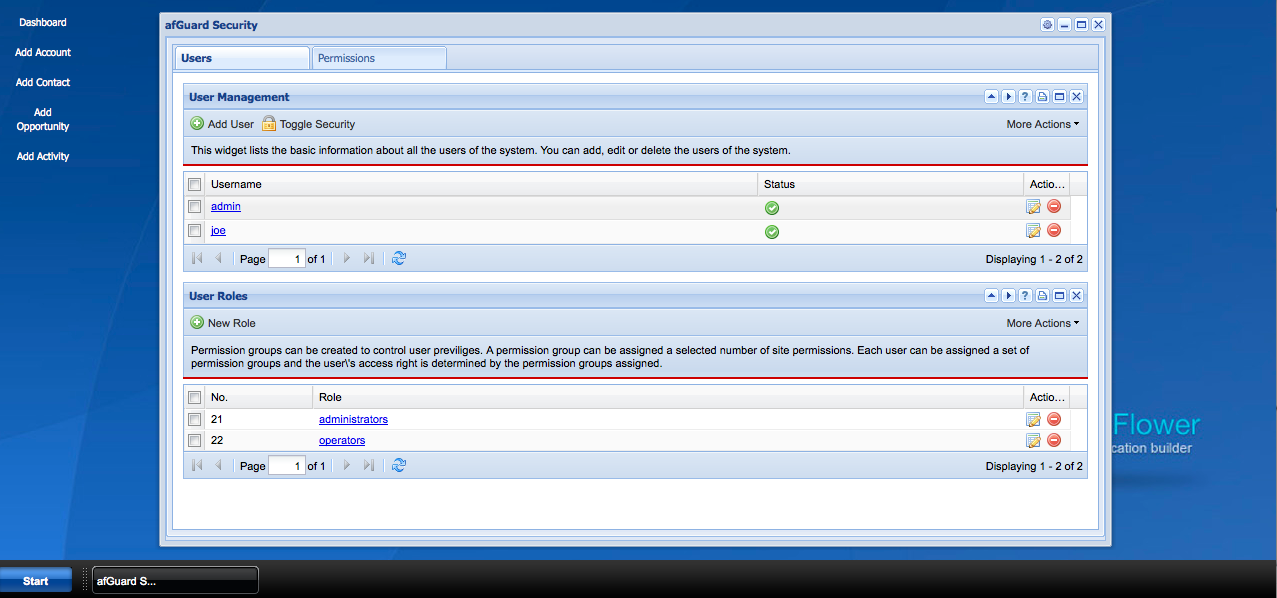 Dashboard
Add Account
Add Contact
Add
Opportunity
Add Activity
afGuard Security
Users
Permissions
User Management
Add User
Toggle Security
More Actions
This widget lists the basic information about all the users of the system. You can add, edit or delete the users of the system.
Username Status Actio...
admin
joe
Page 1 of 1
Displaying 1 - 2 of 2
User Roles
New Role
More Actions
Permission groups can be created to control user previliges. A permission group can be assigned a selected number of site permissions. Each user can be assigned a set of
permission groups and the user\'s access right is determined by the permission groups assigned.
No. Role Actio...
21 administrators
22 operators
Page 1 of 1
Displaying 1 - 2 of 2
Flower
cation builder
Start
afGuard S...